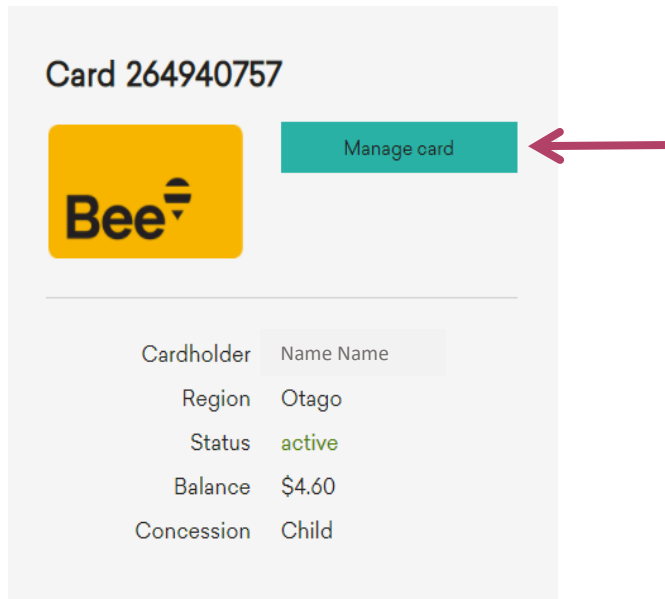 Card 264940757
Manage card
Bee
Cardholder Name Name
Region Otago
Status active
Balance $4.60
Concession Child